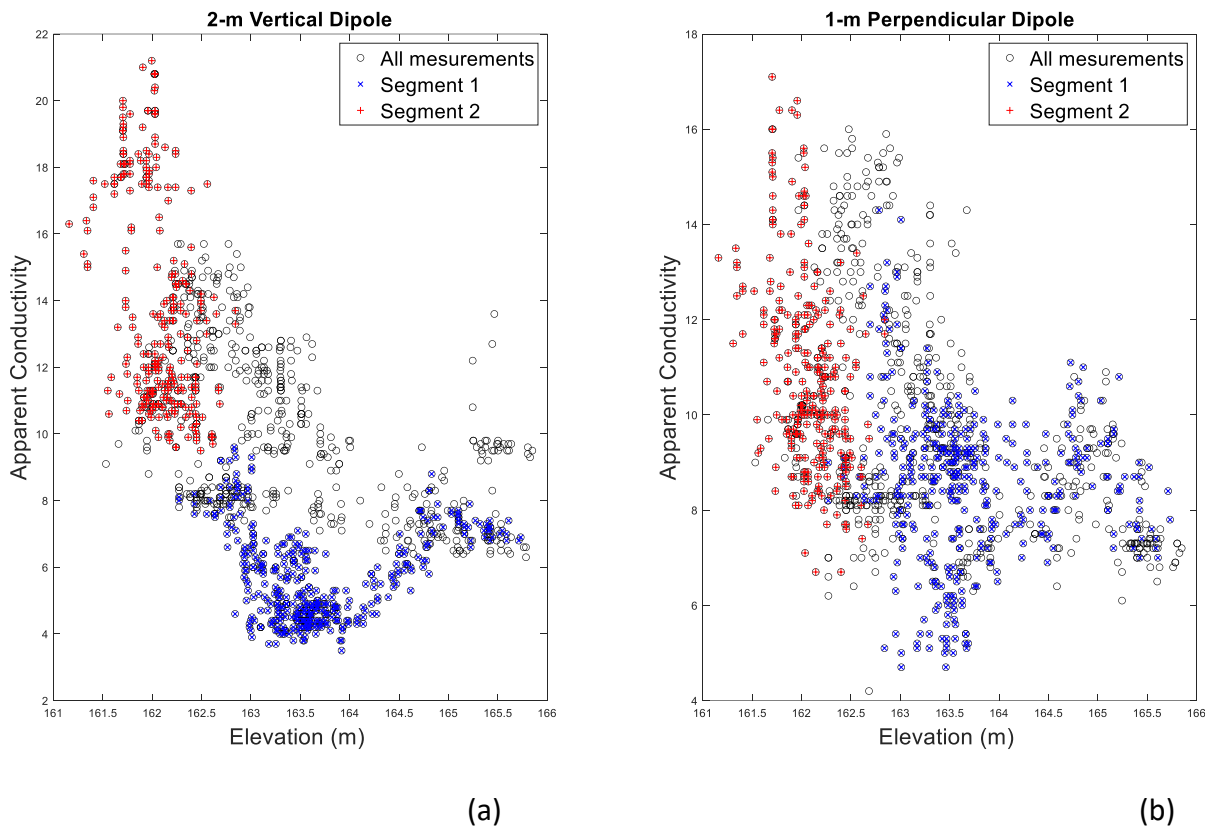 2-m Vertical Dipole
22
20
18
16
14
12
10
8
6
4
2
Apparent Conductivity
All mesurements
Segment 1
Segment 2
161 161.5 162 162.5 163 163.5 164 164.5 165 165.5 166
Elevation (m)
(a)
1-m Perpendicular Dipole
18
16
14
12
10
8
6
4
Apparent Conductivity
All mesurements
Segment 1
Segment 2
161 161.5 162 162.5 163 163.5 164 164.5 165 165.5 166
Elevation (m)
(b)